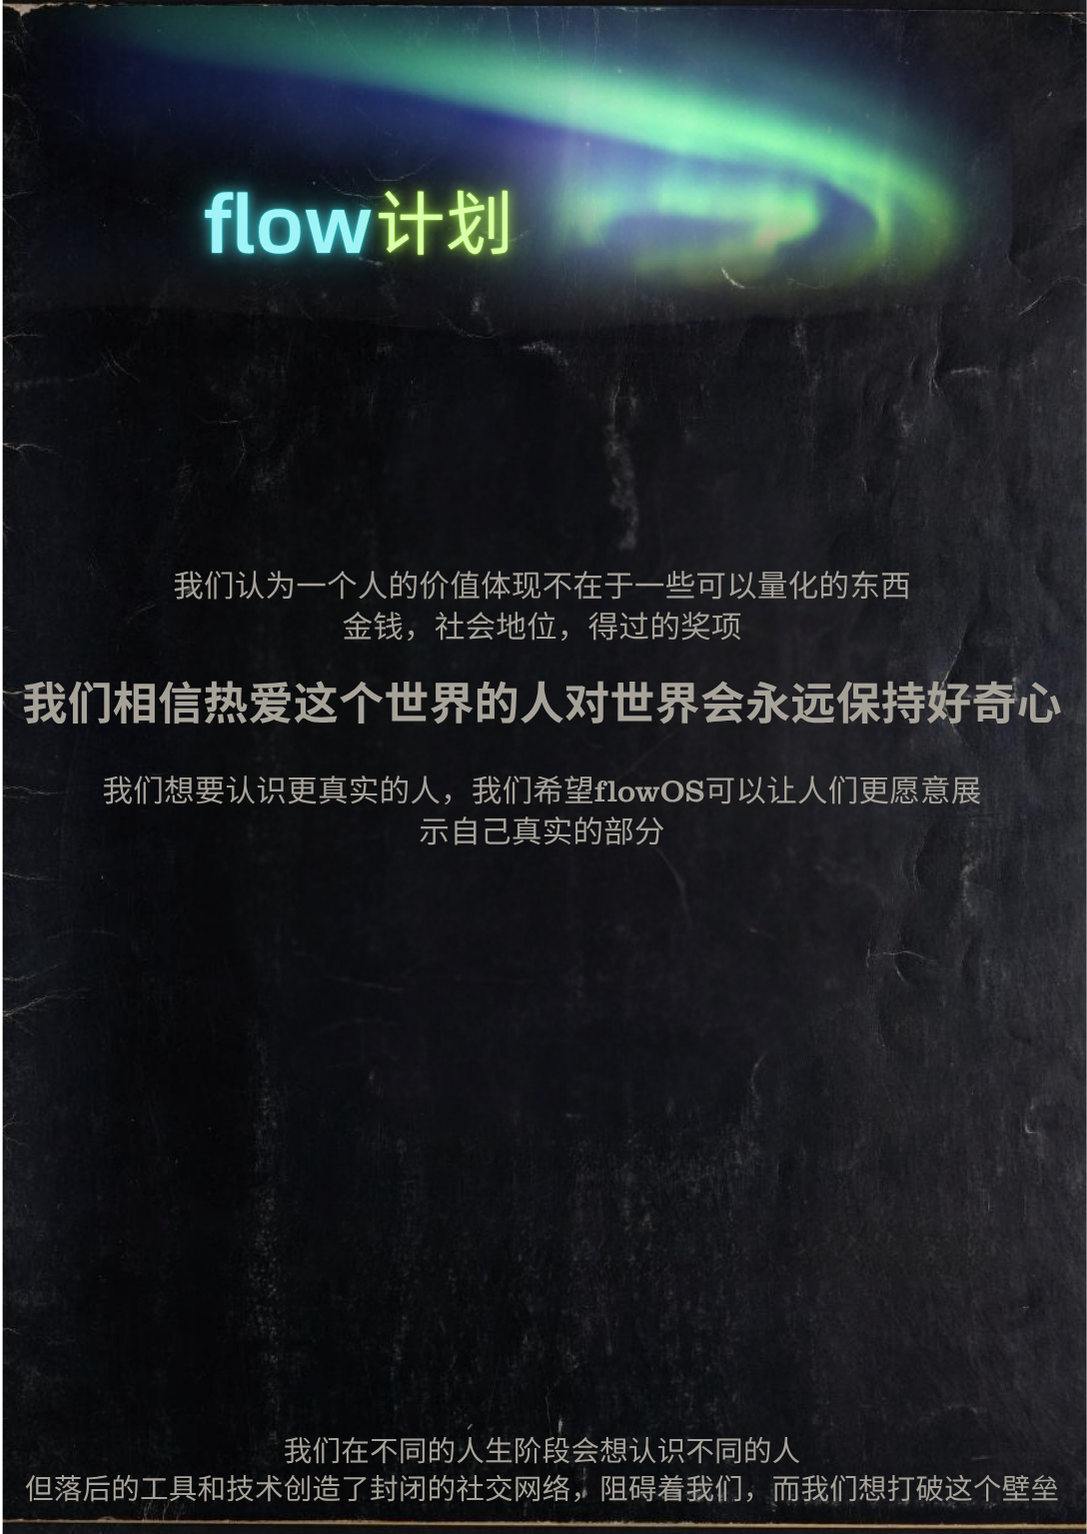 flow计划
我们认为一个人的价值体现不在于一些可以量化的东西
金钱，社会地位，得过的奖项
我们相信热爱这个世界的人对世界会永远保持好奇心
我们想要认识更真实的人，我们希望flowOS可以让人们更愿意展
示自己真实的部分
我们在不同的人生阶段会想认识不同的人
但落后的工具和技术创造了封闭的社交网络，阻碍着我们，而我们想打破这个壁垒